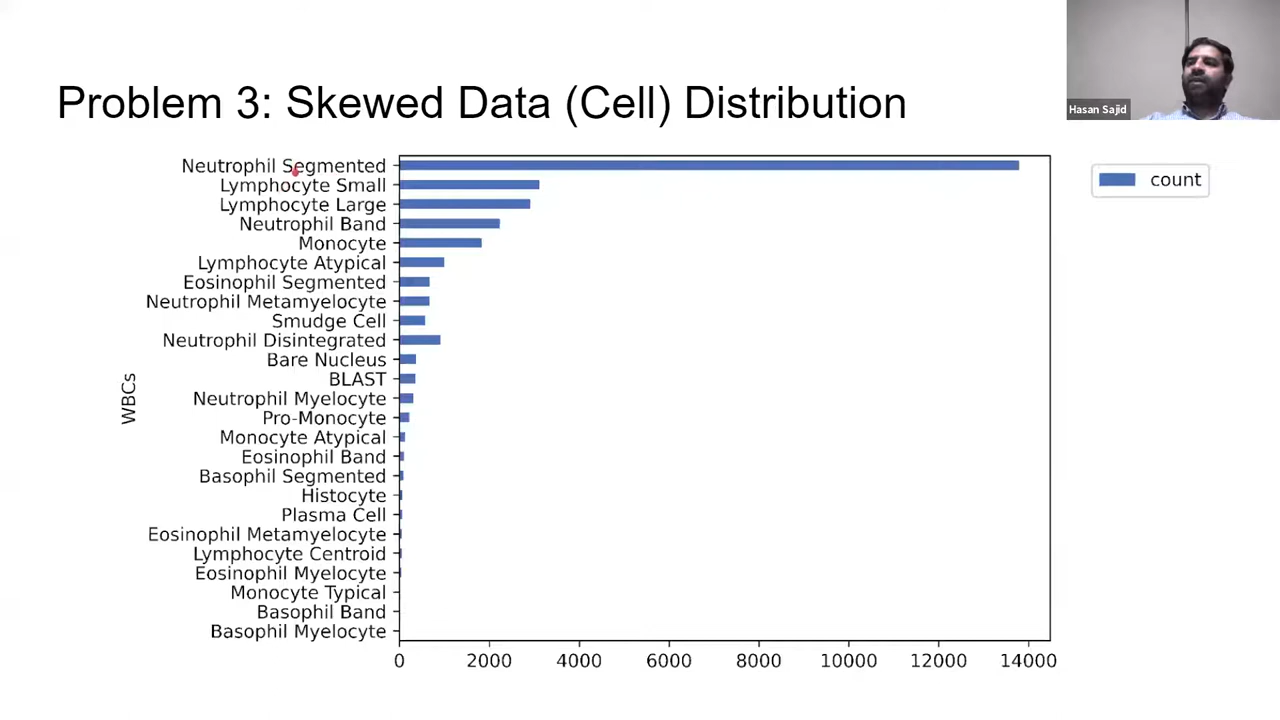 Hasan Sajid
Problem 3: Skewed Data (Cell) Distribution
Neutrophil Segmented
Lymphocyte Small
Lymphocyte Large
Neutrophil Band
Monocyte
Lymphocyte Atypical
Eosinophil Segmented
Neutrophil Metamyelocyte
Smudge Cell
Neutrophil Disintegrated
Bare Nucleus
BLAST
Neutrophil Myelocyte
Pro-Monocyte
Monocyte Atypical
Eosinophil Band
Basophil Segmented
Histocyte
Plasma Cell
Eosinophil Metamyelocyte
Lymphocyte Centroid
Eosinophil Myelocyte
Monocyte Typical
Basophil Band
Basophil Myelocyte
WBCs
0 2000 4000 6000 8000 10000 12000 14000
count